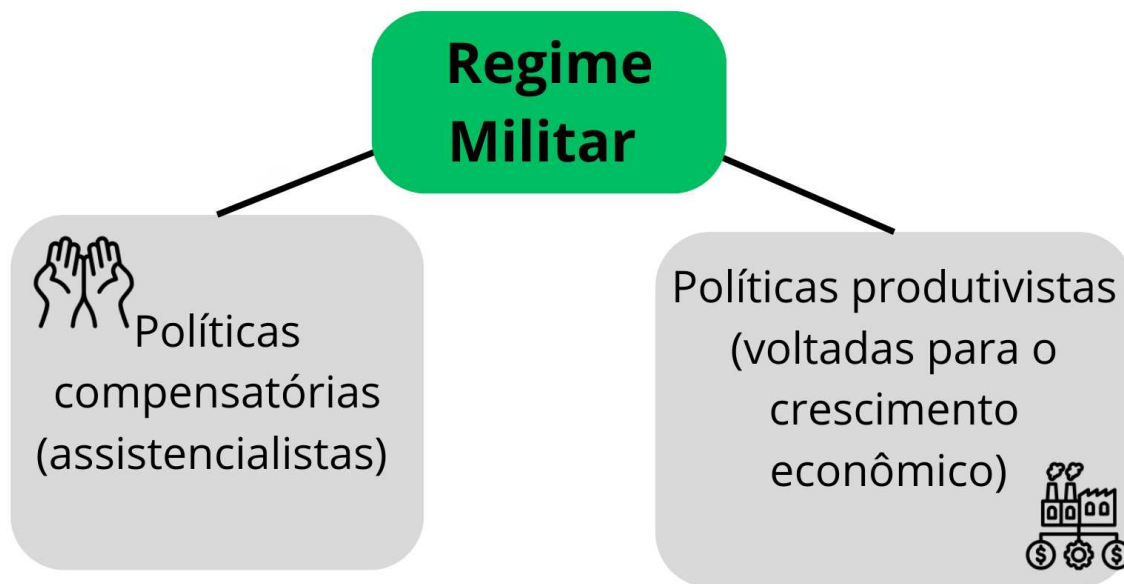 Regime
Militar
Políticas
compensatórias
(assistencialistas)
Políticas produtivistas
(voltadas para o
crescimento
econômico)
$
$